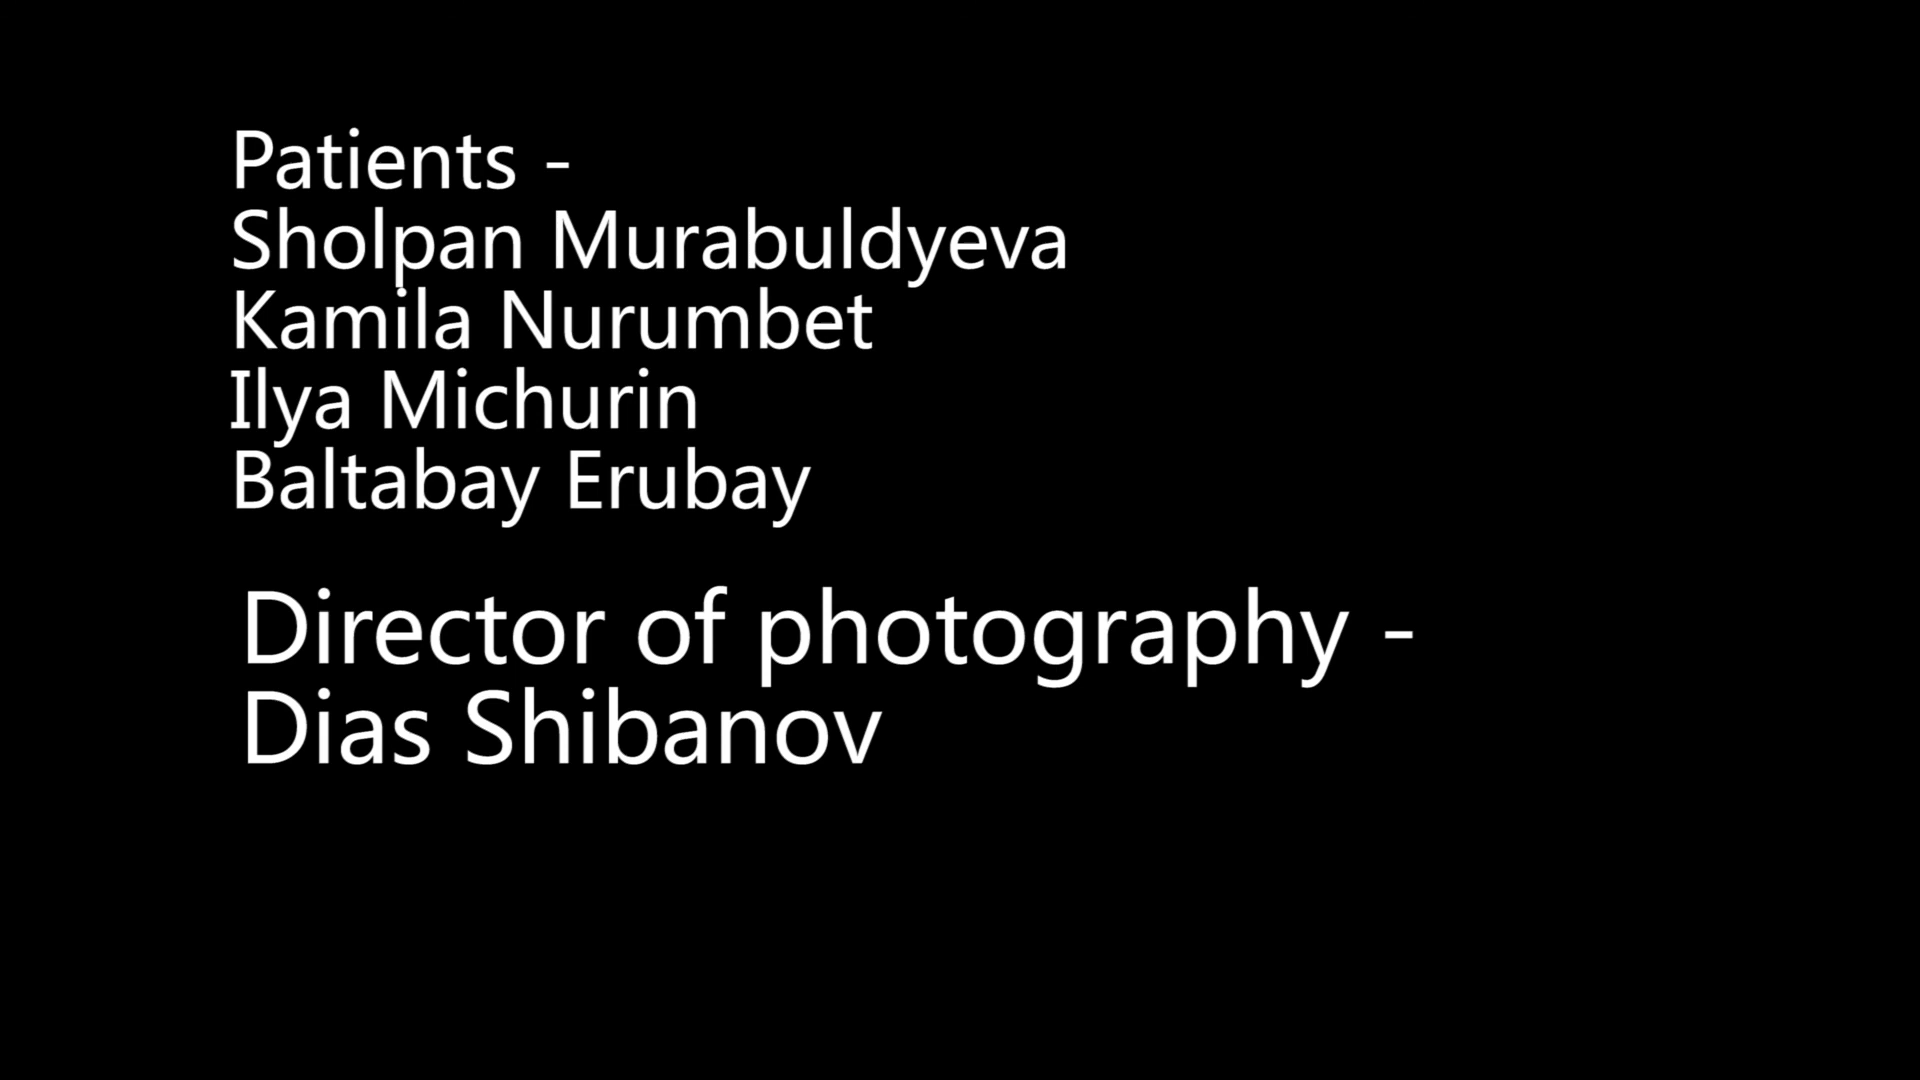 Patients -
Sholpan Murabuldyeva
Kamila Nurumbet
Ilya Michurin
Baltabay Erubay
Director of photography -
Dias Shibanov